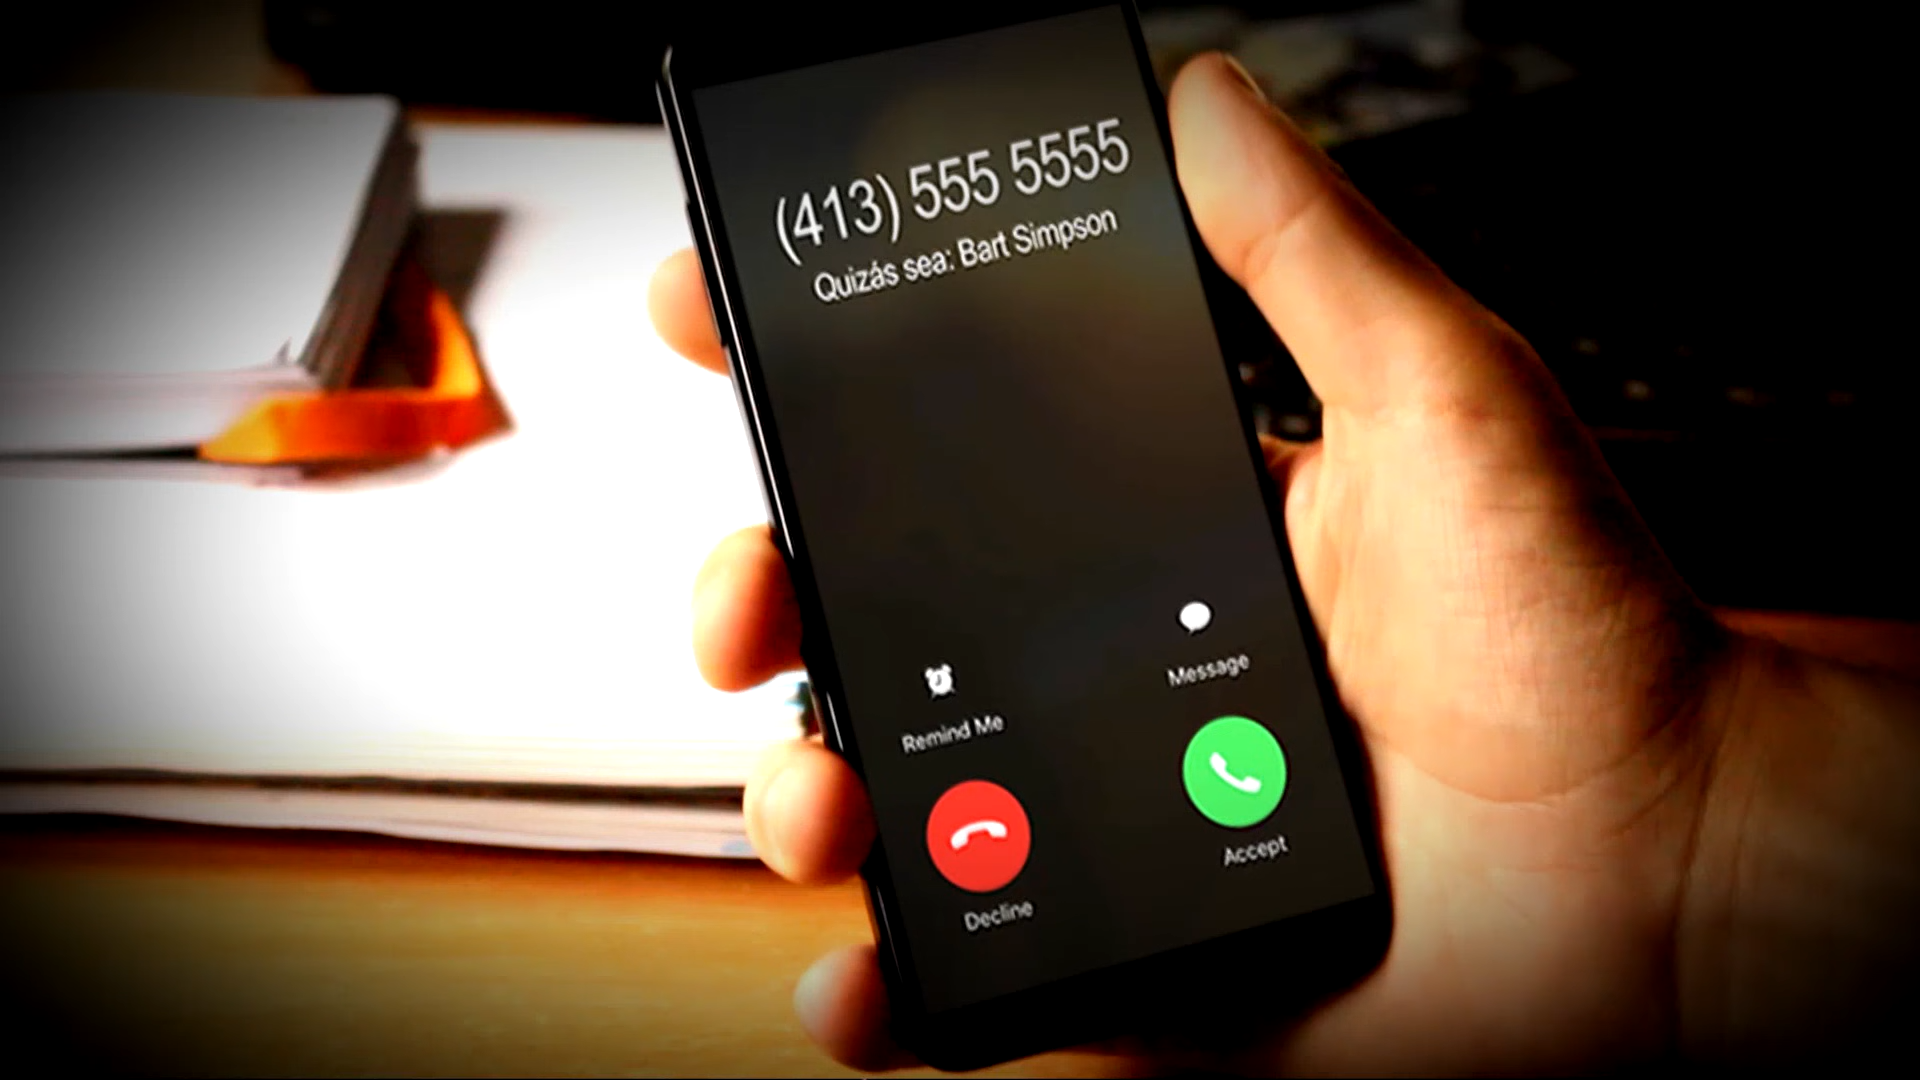 (413) 555 5555
Quizás sea: Bart Simpson
Remind Me
Message
Decline
Accept